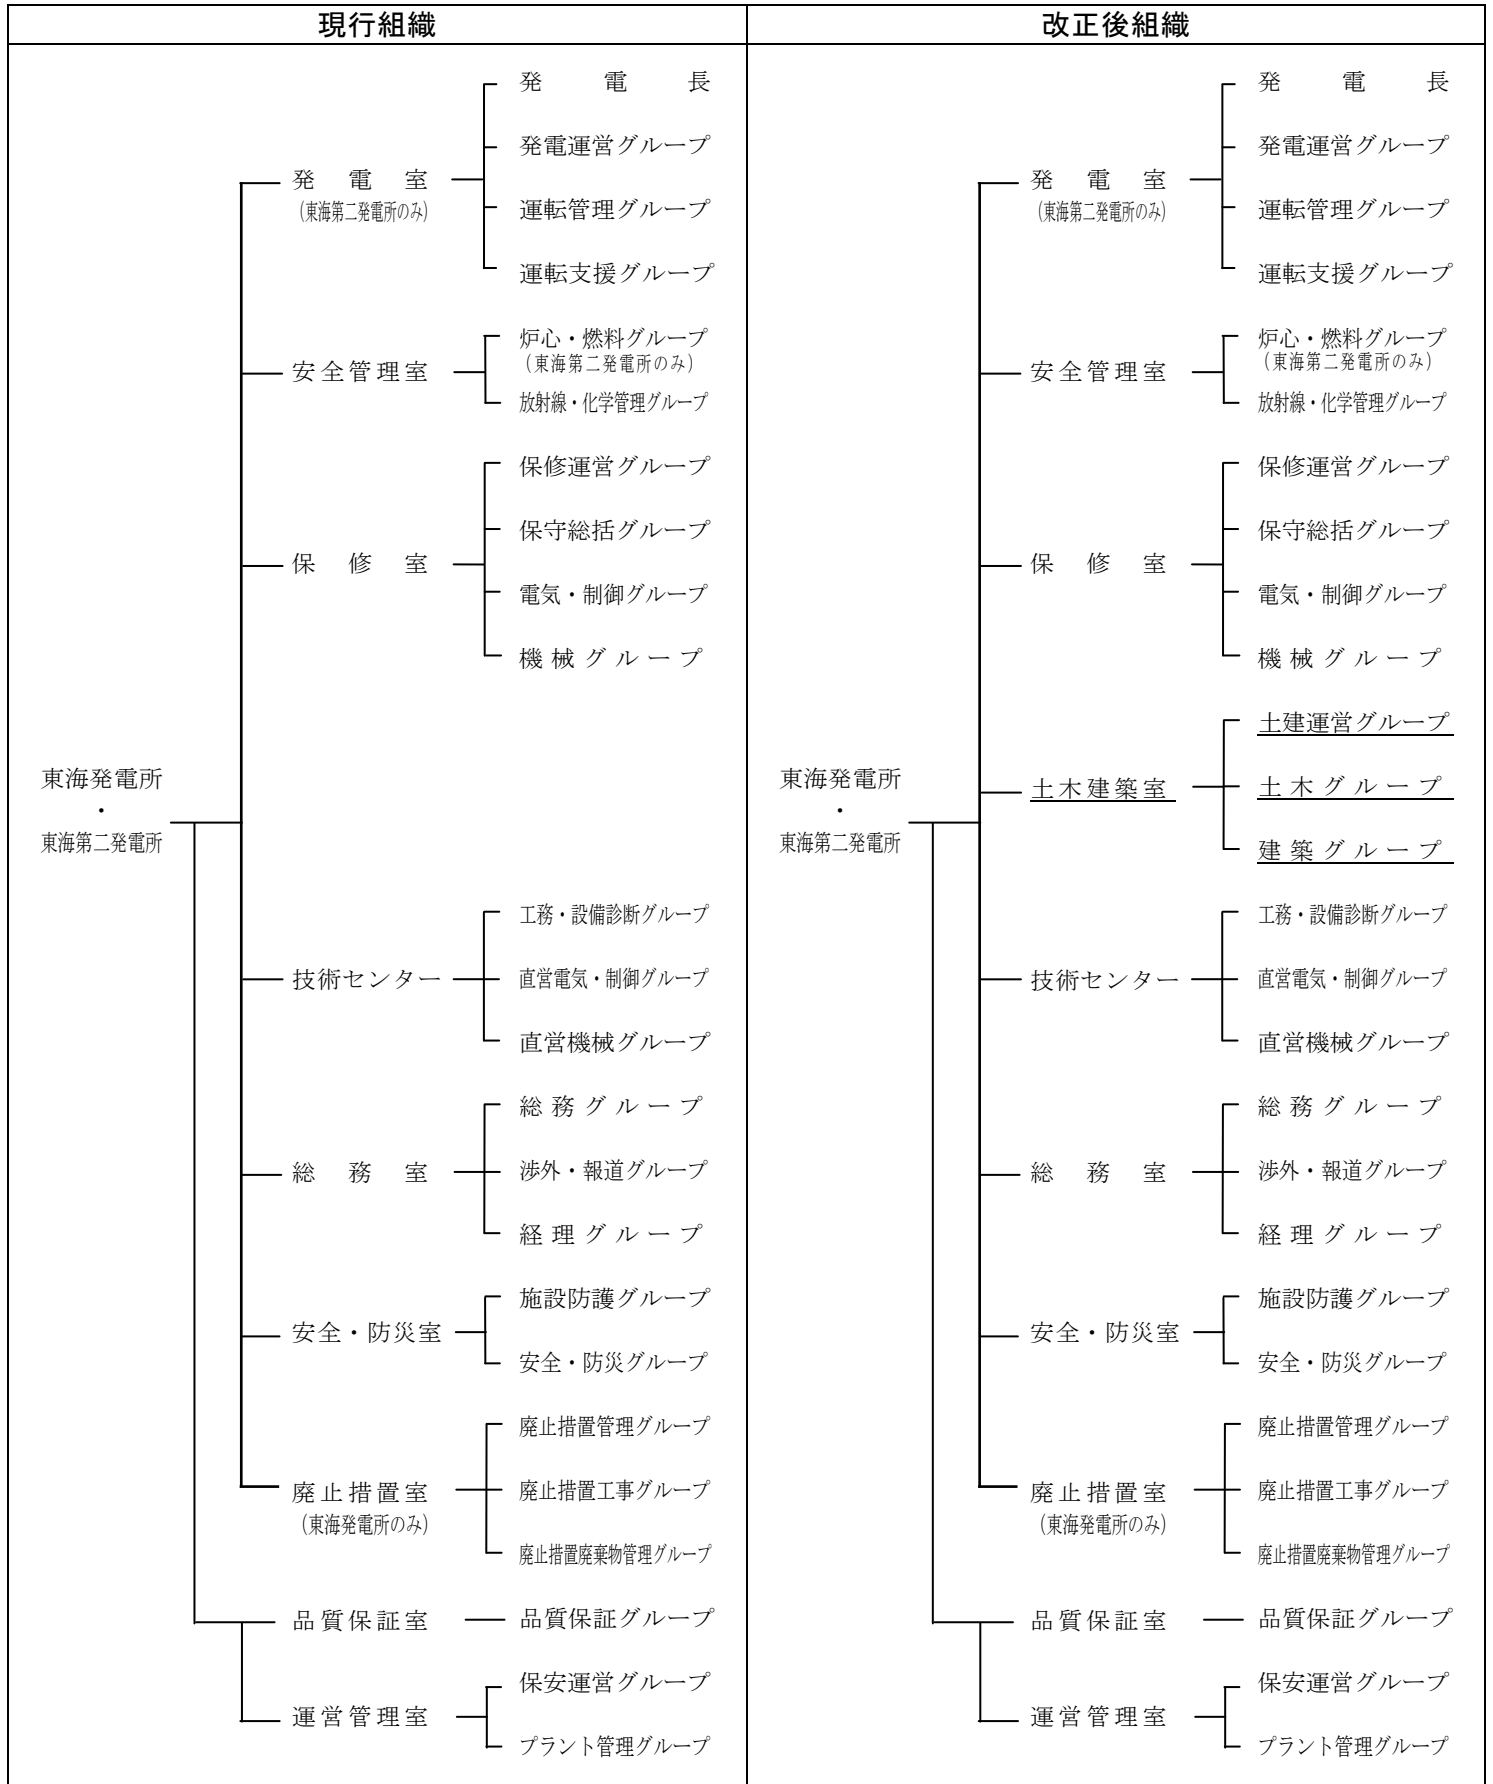 現行組織
発電長
発電運営グループ
発電室
(東海第二発電所のみ)
運転管理グループ
運転支援グループ
炉心・燃料グループ
(東海第二発電所のみ)
安全管理室
放射線・化学管理グループ
保修運営グループ
保守総括グループ
保修室
電気・制御グループ
機械グループ
東海発電所
・
東海第二発電所
工務・設備診断グループ
技術センター
直営電気・制御グループ
直営機械グループ
総務グループ
総務室
渉外・報道グループ
経理グループ
施設防護グループ
安全・防災室
安全・防災グループ
廃止措置管理グループ
廃止措置室
(東海発電所のみ)
廃止措置工事グループ
廃止措置廃棄物管理グループ
品質保証室
品質保証グループ
保安運営グループ
運営管理室
プラント管理グループ
改正後組織
発電長
発電運営グループ
発電室
(東海第二発電所のみ)
運転管理グループ
運転支援グループ
炉心・燃料グループ
(東海第二発電所のみ)
安全管理室
放射線・化学管理グループ
保修運営グループ
保守総括グループ
保修室
電気・制御グループ
機械グループ
東海発電所
・
東海第二発電所
土建運営グループ
土木建築室
土木グループ
建築グループ
工務・設備診断グループ
技術センター
直営電気・制御グループ
直営機械グループ
総務グループ
総務室
渉外・報道グループ
経理グループ
施設防護グループ
安全・防災室
安全・防災グループ
廃止措置管理グループ
廃止措置室
(東海発電所のみ)
廃止措置工事グループ
廃止措置廃棄物管理グループ
品質保証室
品質保証グループ
保安運営グループ
運営管理室
プラント管理グループ